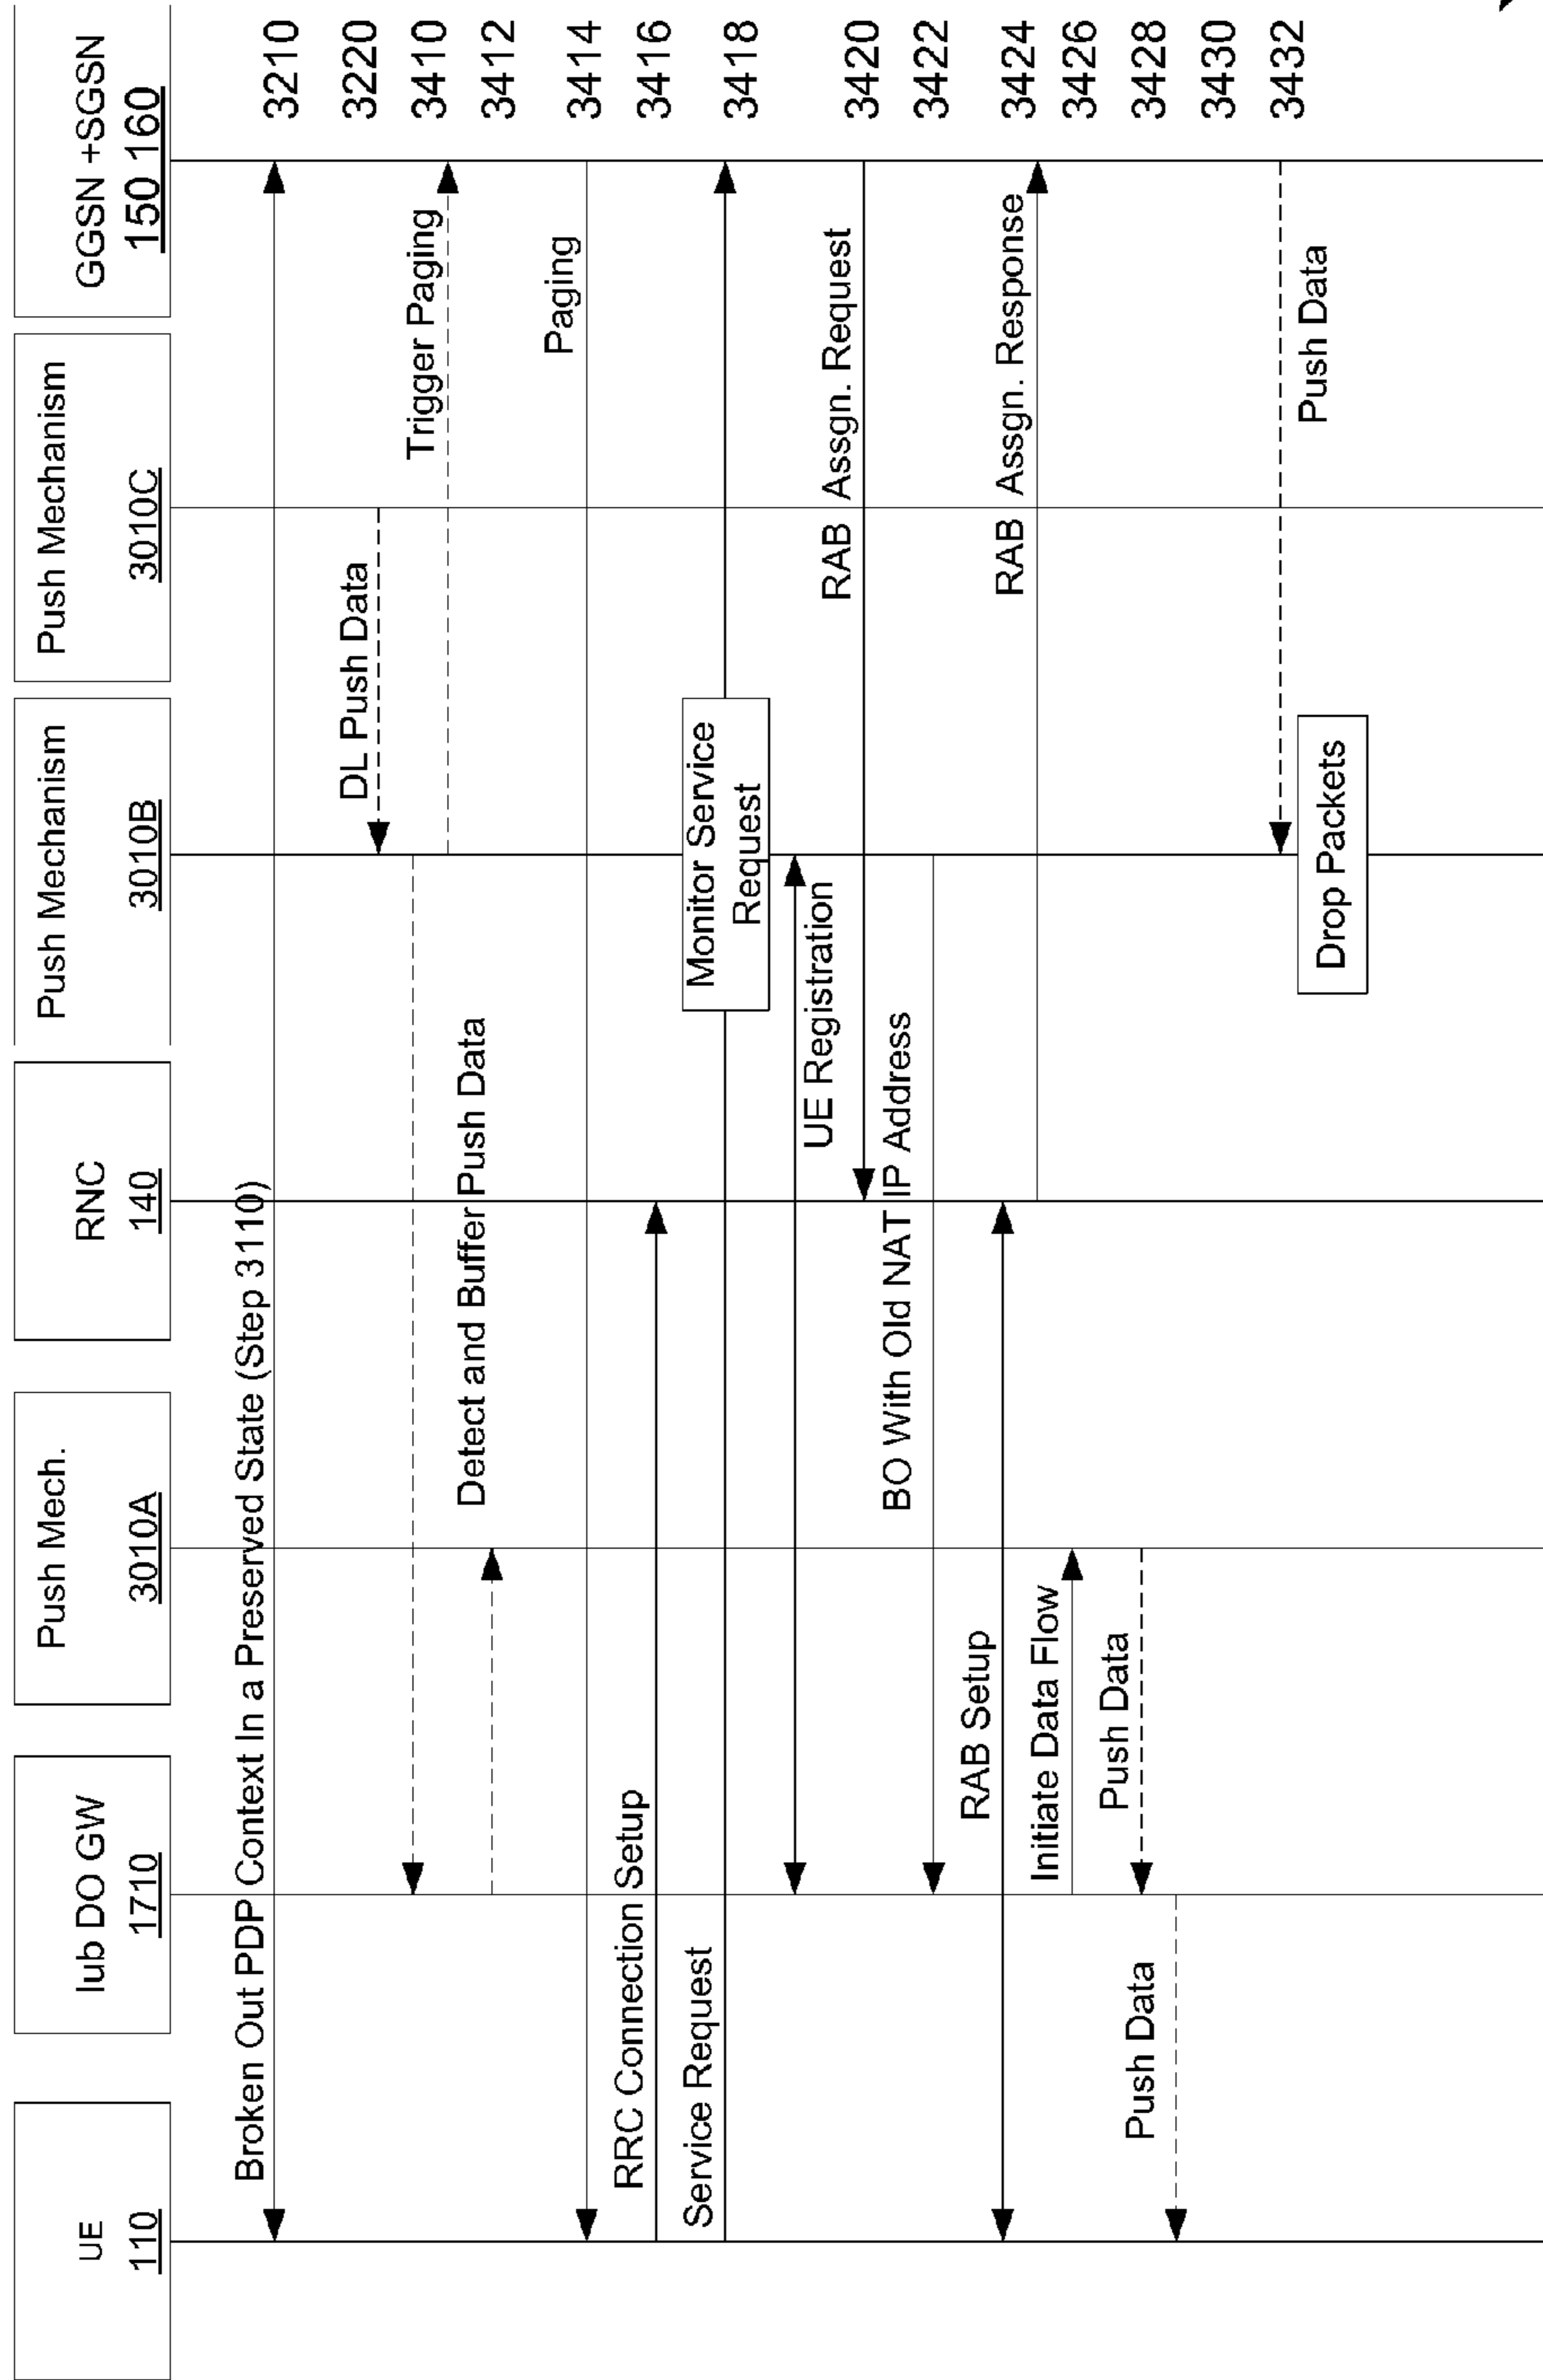 UE
110
Iub DO GW
1710
Push Mech.
3010A
RNC
140
Push Mechanism
3010B
Push Mechanism
3010C
GGSN +SGSN
150 160
Broken Out PDP Context In a Preserved State (Step 3110)
3210
DL Push Data
3220
Trigger Paging
3410
Detect and Buffer Push Data
3412
Paging
3414
RRC Connection Setup
3416
Service Request
Monitor Service
Request
3418
UE Registration
RAB Assgn. Request
3420
BO With Old NAT IP Address
3422
RAB Setup
RAB Assgn. Response
3424
Initiate Data Flow
3426
Push Data
3428
Push Data
3430
Push Data
3432
Drop Packets